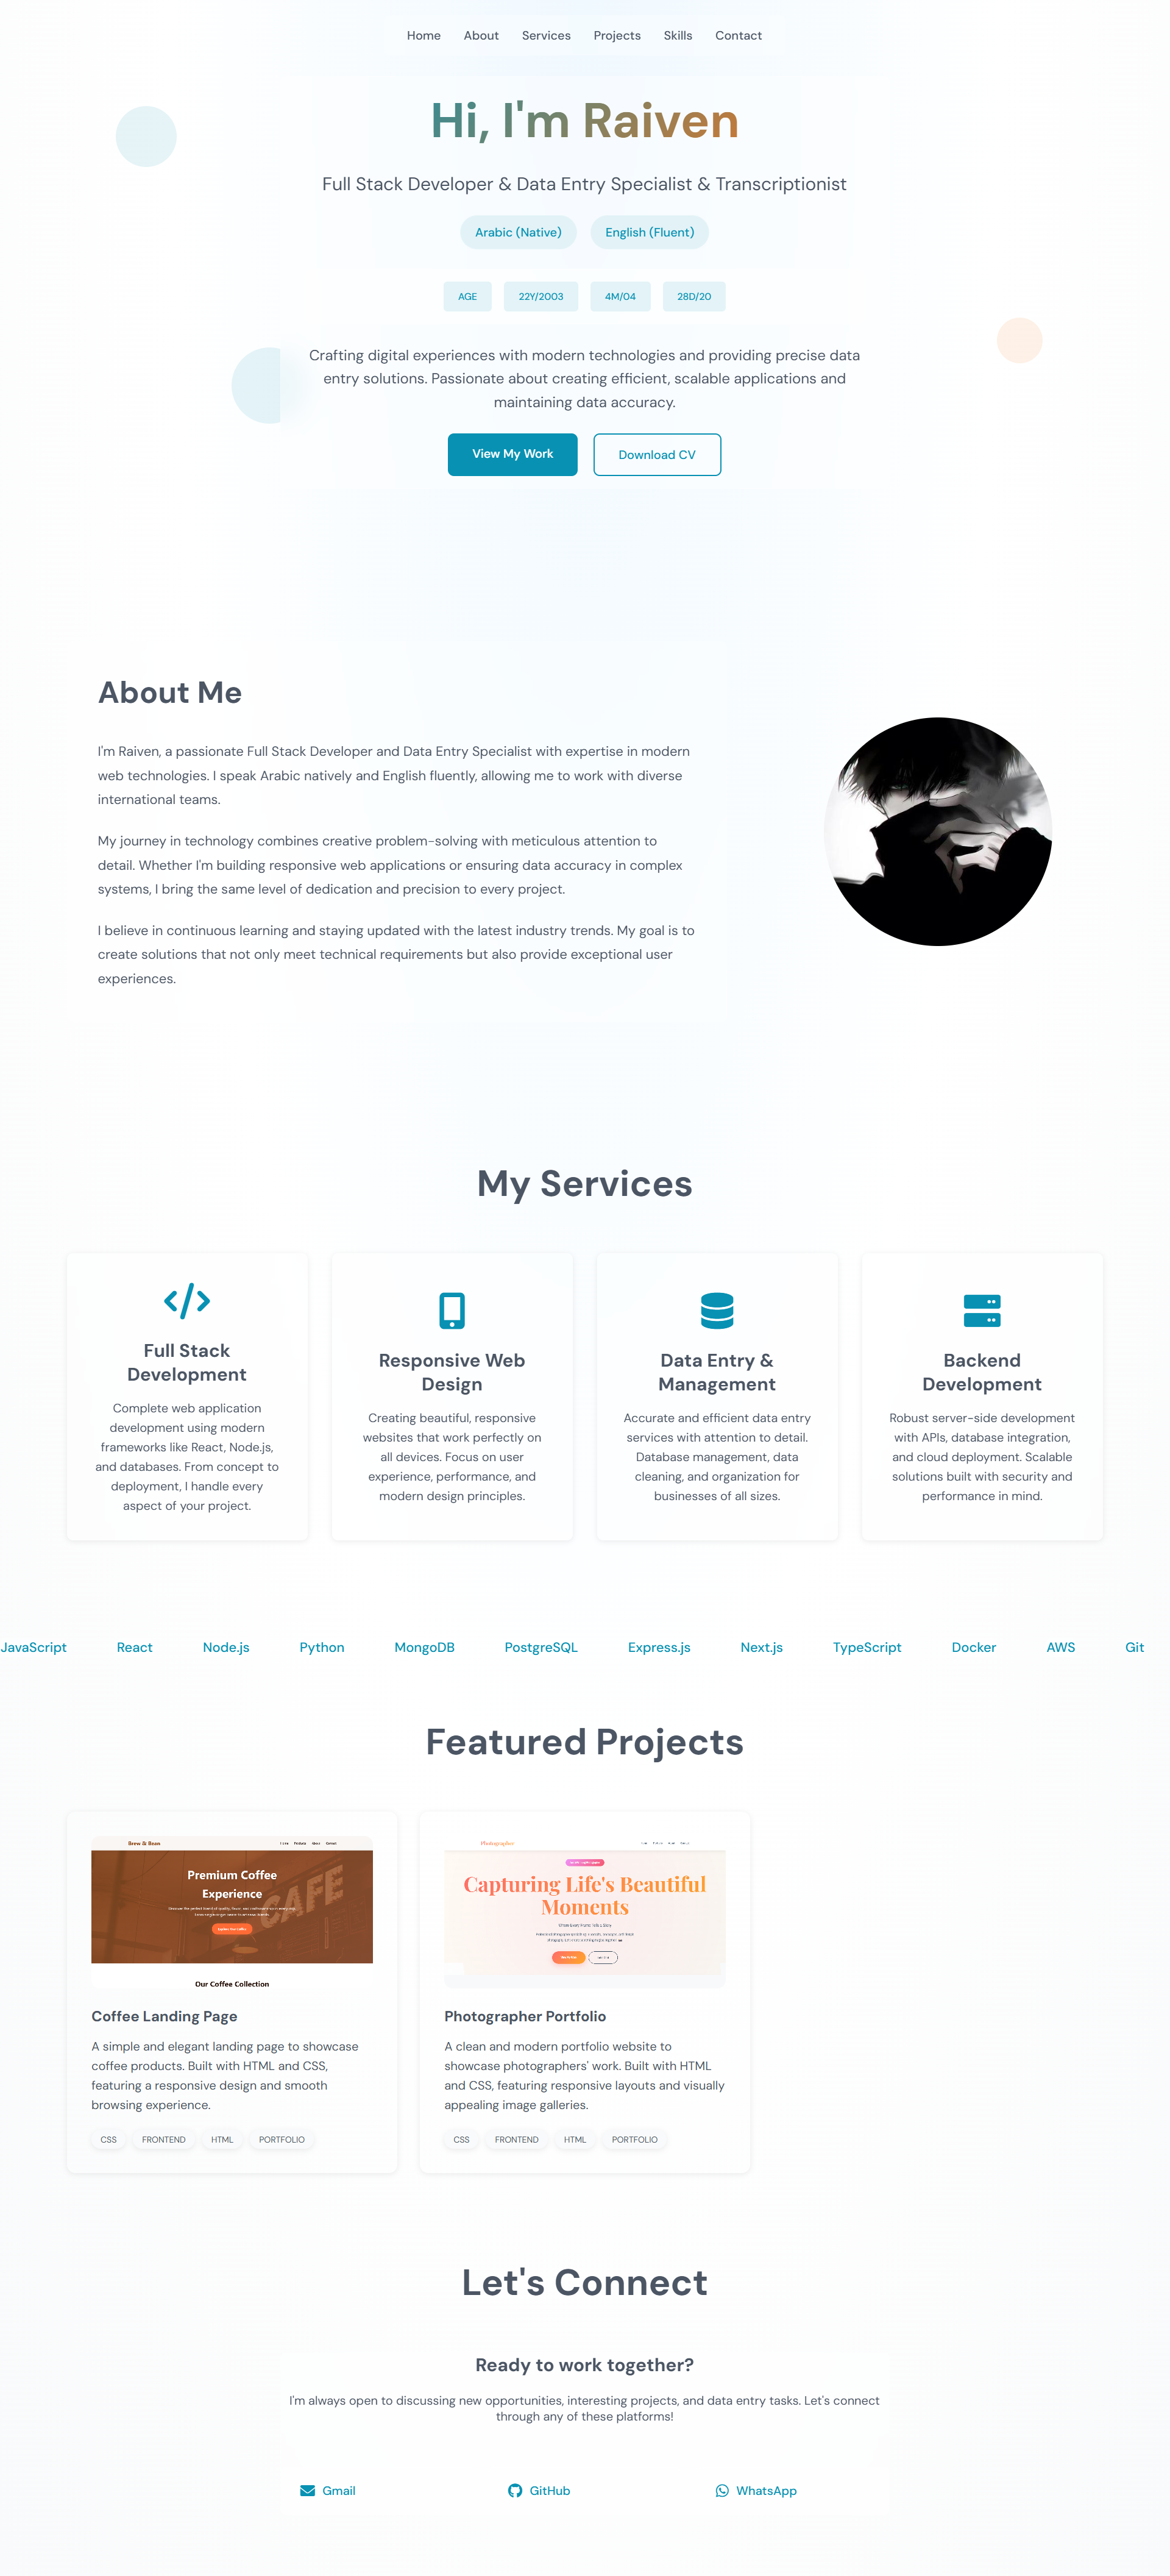 Home About Services Projects Skills Contact
Hi, I'm Raiven
Full Stack Developer & Data Entry Specialist & Transcriptionist
Arabic (Native) English (Fluent)
AGE 22Y/2003 4M/04 28D/20
Crafting digital experiences with modern technologies and providing precise data
entry solutions. Passionate about creating efficient, scalable applications and
maintaining data accuracy.
View My Work Download CV
About Me
I'm Raiven, a passionate Full Stack Developer and Data Entry Specialist with expertise in modern
web technologies. I speak Arabic natively and English fluently, allowing me to work with diverse
international teams.
My journey in technology combines creative problem-solving with meticulous attention to
detail. Whether I'm building responsive web applications or ensuring data accuracy in complex
systems, I bring the same level of dedication and precision to every project.
I believe in continuous learning and staying updated with the latest industry trends. My goal is to
create solutions that not only meet technical requirements but also provide exceptional user
experiences.
My Services
Full Stack
Development
Complete web application
development using modern
frameworks like React, Node.js,
and databases. From concept to
deployment, I handle every
aspect of your project.
Responsive Web
Design
Creating beautiful, responsive
websites that work perfectly on
all devices. Focus on user
experience, performance, and
modern design principles.
Data Entry &
Management
Accurate and efficient data entry
services with attention to detail.
Database management, data
cleaning, and organization for
businesses of all sizes.
Backend
Development
Robust server-side development
with APIs, database integration,
and cloud deployment. Scalable
solutions built with security and
performance in mind.
JavaScript React Node.js Python MongoDB PostgreSQL Express.js Next.js TypeScript Docker AWS Git
Featured Projects
Brew & Bean
Premium Coffee
Experience
CAFE
Our Coffee Collection
Coffee Landing Page
A simple and elegant landing page to showcase
coffee products. Built with HTML and CSS,
featuring a responsive design and smooth
browsing experience.
CSS FRONTEND HTML PORTFOLIO
Photographer
Capturing Life's Beautiful
Moments
Photographer Portfolio
A clean and modern portfolio website to
showcase photographers' work. Built with HTML
and CSS, featuring responsive layouts and visually
appealing image galleries.
CSS FRONTEND HTML PORTFOLIO
Let's Connect
Ready to work together?
I'm always open to discussing new opportunities, interesting projects, and data entry tasks. Let's connect
through any of these platforms!
Gmail GitHub WhatsApp